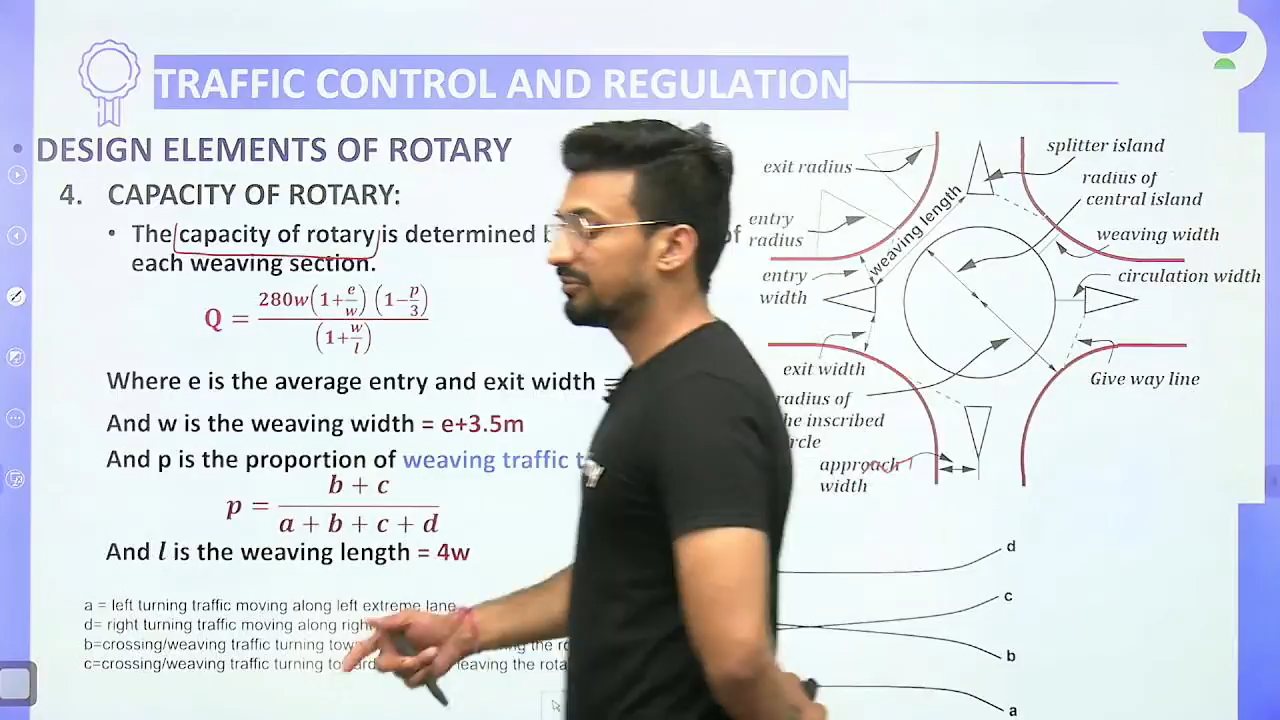 TRAFFIC CONTROL AND REGULATION
• DESIGN ELEMENTS OF ROTARY
4. CAPACITY OF ROTARY:
• The capacity of rotary is determined of
each weaving section.
Q = 280w(1+e/w)(1−p/3) / (1+w/l)
Where e is the average entry and exit width =
And w is the weaving width = e+3.5m
And p is the proportion of weaving traffic
p = b + c / a + b + c + d
And l is the weaving length = 4w
a = left turning traffic moving along left extreme lane
d= right turning traffic moving along
b=crossing/weaving traffic turning the
c=crossing/weaving traffic turning leaving the
exit radius
entry
radius
entry
width
weaving length
splitter island
radius of
central island
weaving width
circulation width
exit width
Give way line
radius of
inscribed
approach
width
d
c
b
a